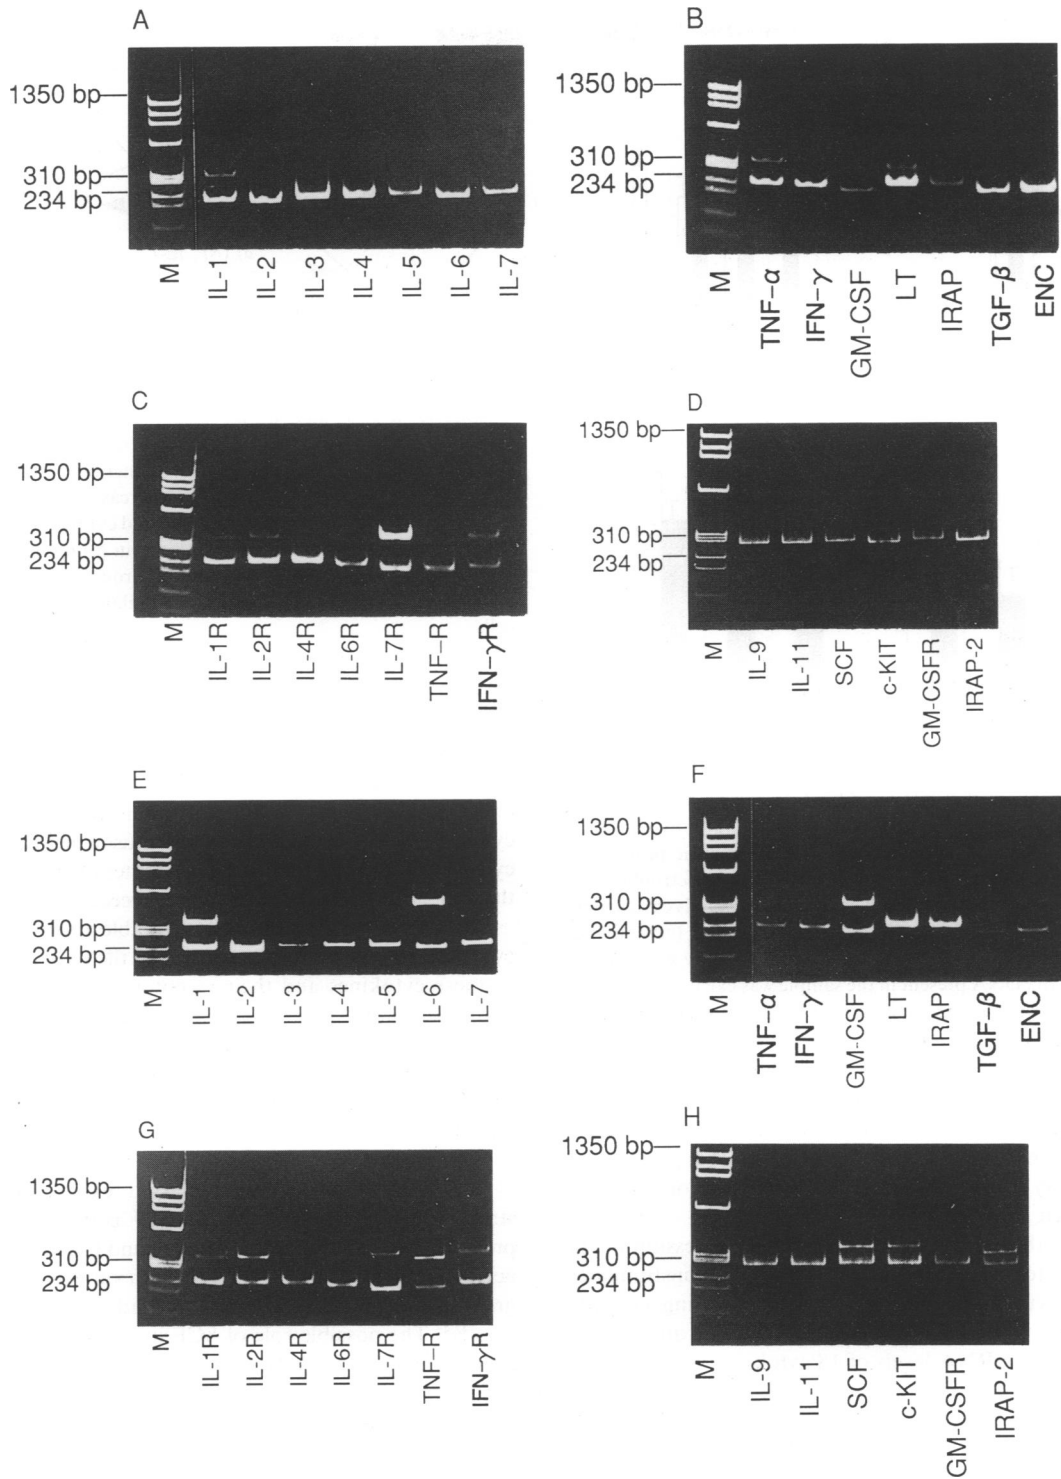 A
1350 bp
310 bp
234 bp
M
IL-1
IL-2
IL-3
IL-4
IL-5
IL-6
IL-7
B
1350 bp
310 bp
234 bp
M
TNF-α
IFN-γ
GM-CSF
LT
IRAP
TGF-β
ENC
C
1350 bp
310 bp
234 bp
M
IL-1R
IL-2R
IL-4R
IL-6R
IL-7R
TNF-R
IFN-γR
D
1350 bp
310 bp
234 bp
M
IL-9
IL-11
SCF
c-KIT
GM-CSFR
IRAP-2
E
1350 bp
310 bp
234 bp
M
IL-1
IL-2
IL-3
IL-4
IL-5
IL-6
IL-7
F
1350 bp
310 bp
234 bp
M
TNF-α
IFN-γ
GM-CSF
LT
IRAP
TGF-β
ENC
G
1350 bp
310 bp
234 bp
M
IL-1R
IL-2R
IL-4R
IL-6R
IL-7R
TNF-R
IFN-γR
H
1350 bp
310 bp
234 bp
M
IL-9
IL-11
SCF
c-KIT
GM-CSFR
IRAP-2